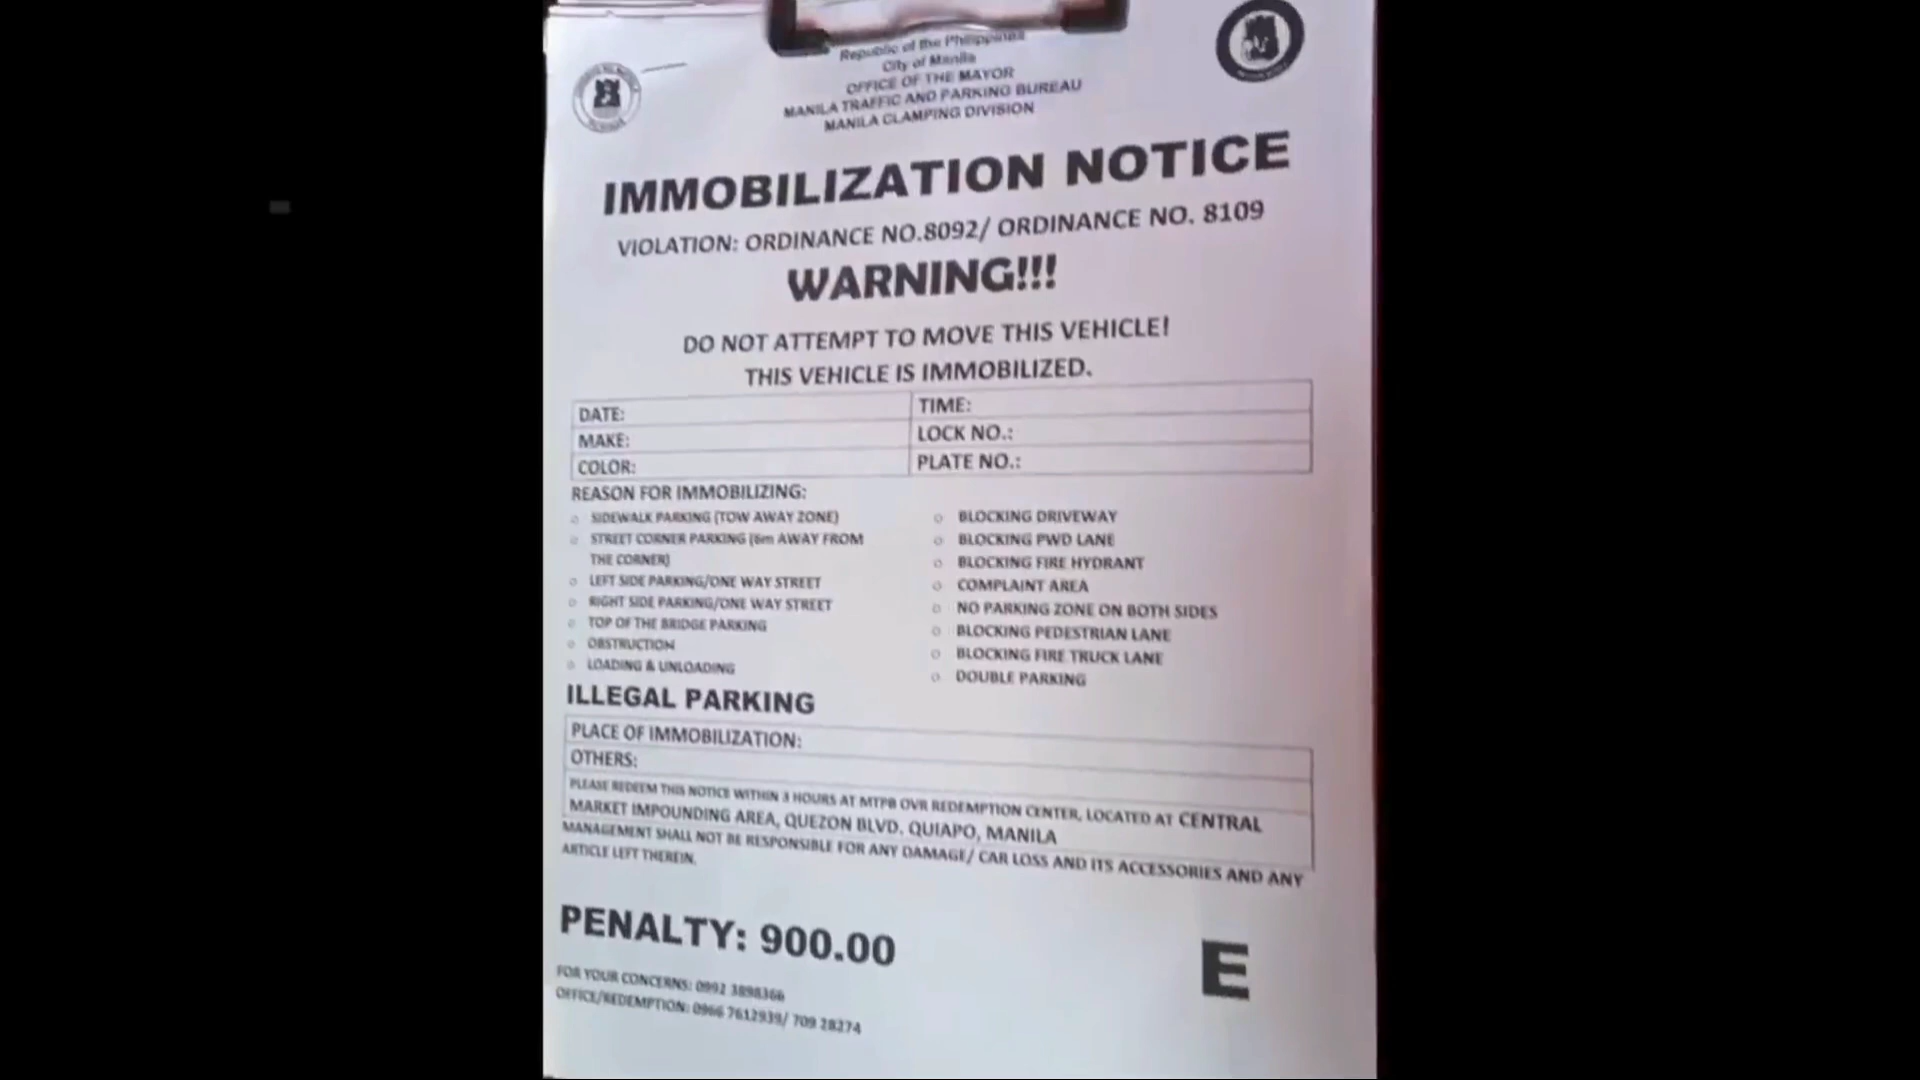 Republic of the Philippines
City of Manila
OFFICE OF THE MAYOR
MANILA TRAFFIC AND PARKING BUREAU
MANILA CLAMPING DIVISION
IMMOBILIZATION NOTICE
VIOLATION: ORDINANCE NO.8092/ ORDINANCE NO. 8109
WARNING!!!
DO NOT ATTEMPT TO MOVE THIS VEHICLE!
THIS VEHICLE IS IMMOBILIZED.
DATE: TIME:
MAKE: LOCK NO.:
COLOR: PLATE NO.:
REASON FOR IMMOBILIZING:
SIDEWALK PARKING (TOW AWAY ZONE)
STREET CORNER PARKING (6m AWAY FROM
THE CORNER)
LEFT SIDE PARKING/ONE WAY STREET
RIGHT SIDE PARKING/ONE WAY STREET
TOP OF THE BRIDGE PARKING
OBSTRUCTION
LOADING & UNLOADING
BLOCKING DRIVEWAY
BLOCKING PWD LANE
BLOCKING FIRE HYDRANT
COMPLAINT AREA
NO PARKING ZONE ON BOTH SIDES
BLOCKING PEDESTRIAN LANE
BLOCKING FIRE TRUCK LANE
DOUBLE PARKING
ILLEGAL PARKING
PLACE OF IMMOBILIZATION:
OTHERS:
PLEASE REDEEM THIS NOTICE WITHIN 3 HOURS AT MTPB OVR REDEMPTION CENTER, LOCATED AT CENTRAL
MARKET IMPOUNDING AREA, QUEZON BLVD. QUIAPO, MANILA
MANAGEMENT SHALL NOT BE RESPONSIBLE FOR ANY DAMAGE/ CAR LOSS AND ITS ACCESSORIES AND ANY
ARTICLE LEFT THEREIN.
PENALTY: 900.00
E
FOR YOUR CONCERNS: 0992 3898366
OFFICE/REDEMPTION: 0966 7612939/ 709 28274